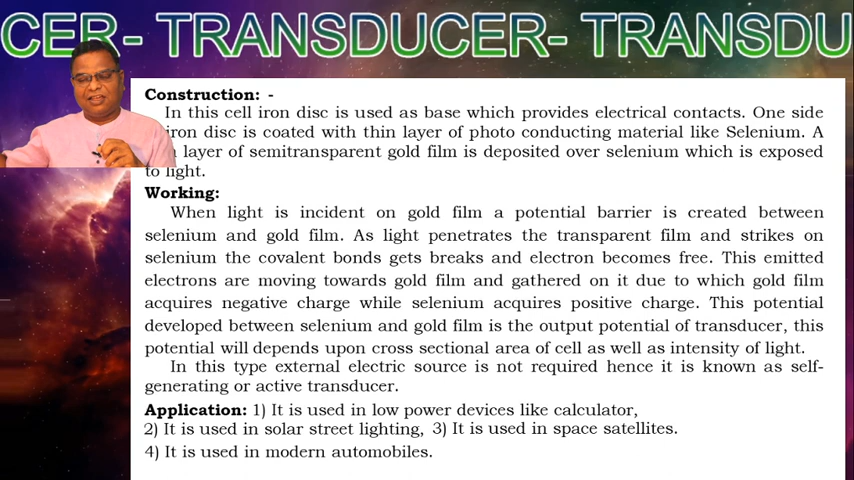 CER- TRANSDUCER- TRANSDU
Construction: -
In this cell iron disc is used as base which provides electrical contacts. One side
iron disc is coated with thin layer of photo conducting material like Selenium. A
layer of semitransparent gold film is deposited over selenium which is exposed
to light.
Working:
When light is incident on gold film a potential barrier is created between
selenium and gold film. As light penetrates the transparent film and strikes on
selenium the covalent bonds gets breaks and electron becomes free. This emitted
electrons are moving towards gold film and gathered on it due to which gold film
acquires negative charge while selenium acquires positive charge. This potential
developed between selenium and gold film is the output potential of transducer, this
potential will depends upon cross sectional area of cell as well as intensity of light.
In this type external electric source is not required hence it is known as self-
generating or active transducer.
Application: 1) It is used in low power devices like calculator,
2) It is used in solar street lighting, 3) It is used in space satellites.
4) It is used in modern automobiles.